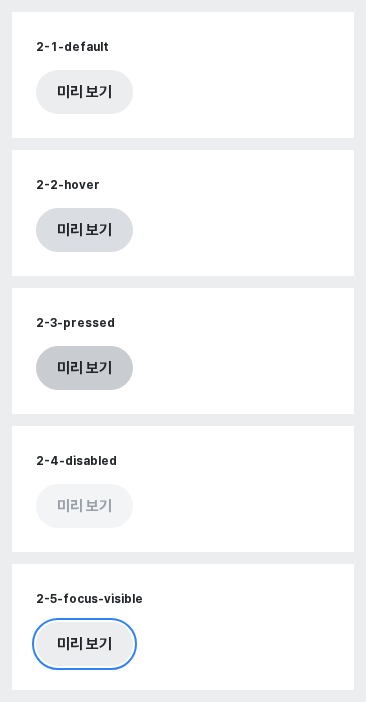 2-1-default
미리 보기
2-2-hover
미리 보기
2-3-pressed
미리 보기
2-4-disabled
미리 보기
2-5-focus-visible
미리 보기